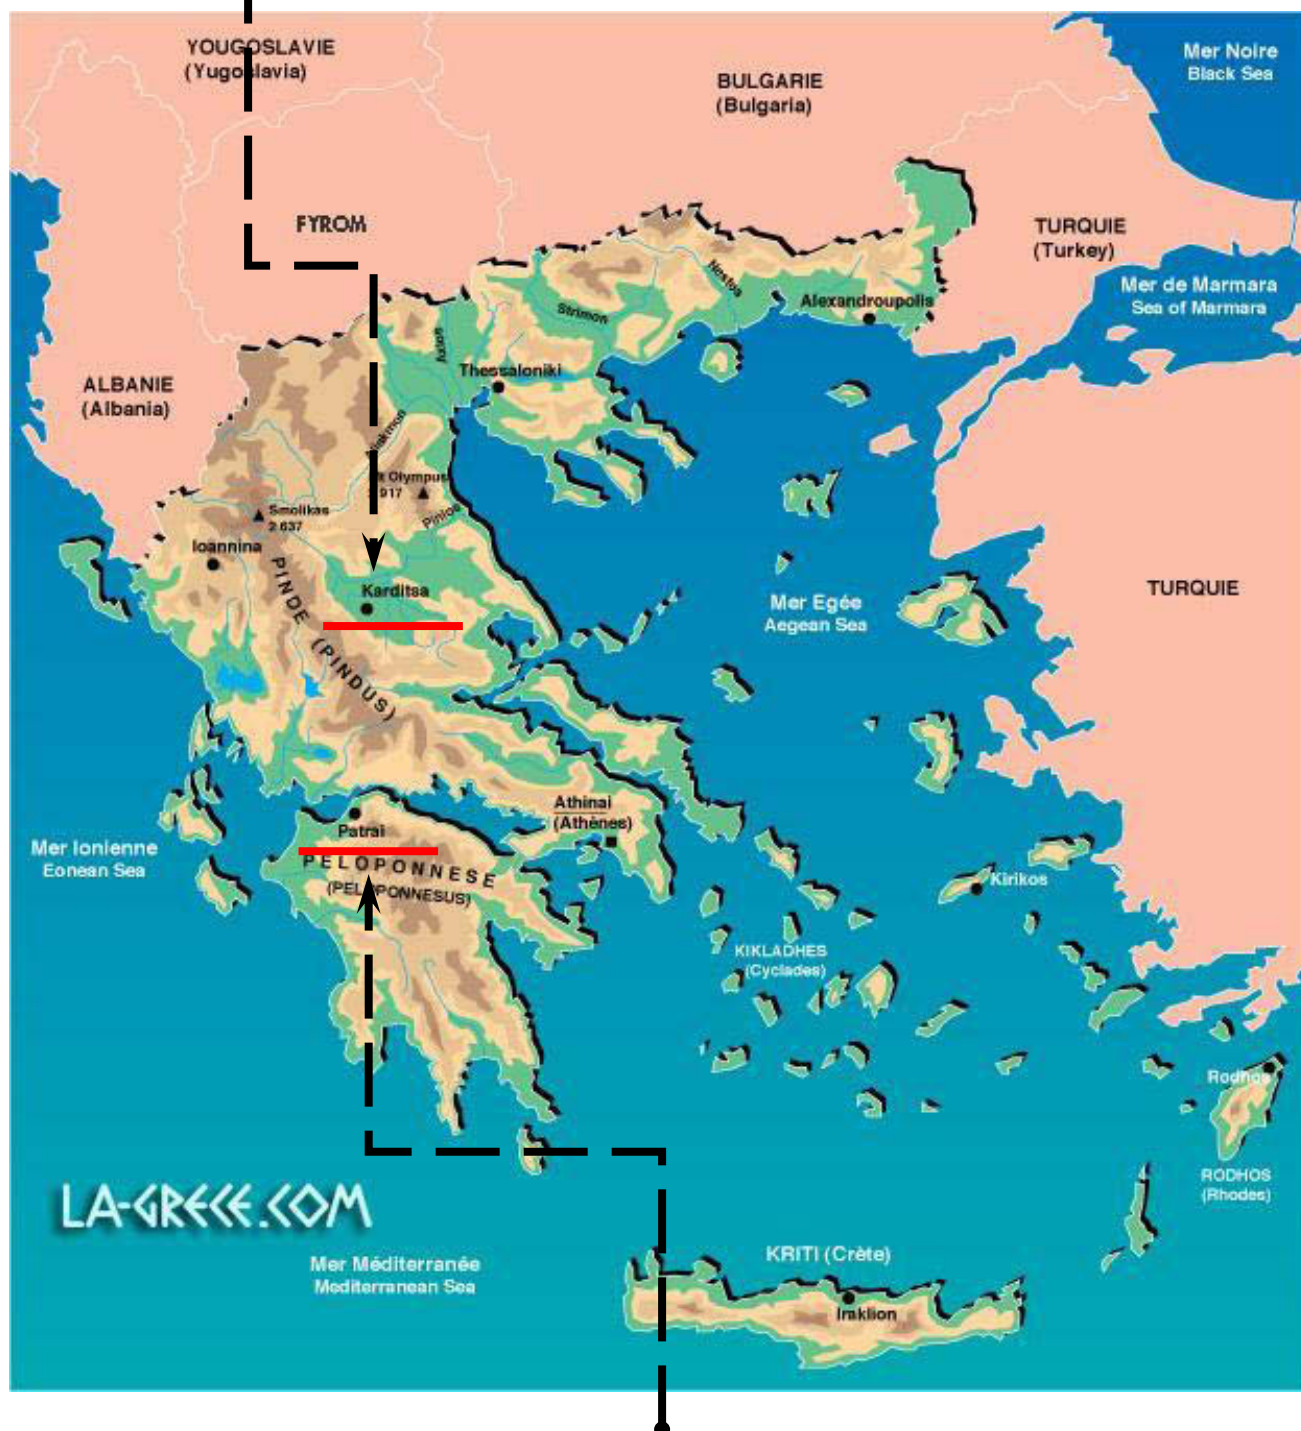 YOUGOSLAVIE
(Yugoslavia)
BULGARIE
(Bulgaria)
Mer Noire
Black Sea
FYROM
TURQUIE
(Turkey)
Mer de Marmara
Sea of Marmara
Nestos
Alexandroupolis
Strimon
Axios
Thessaloniki
ALBANIE
(Albania)
Olympus
917
Smolikas
2 637
Pinios
Ioannina
Karditsa
PINDE (PINDUS)
Mer Egée
Aegean Sea
TURQUIE
Athinai
(Athènes)
Patrai
Mer Ionienne
Eonean Sea
PELOPONNESE
(PELOPONNESUS)
Kirikos
KIKLADHES
(Cyclades)
Rodhos
RODHOS
(Rhodes)
LA-GRECE.COM
Mer Méditerranée
Mediterranean Sea
KRITI (Crète)
Iraklion